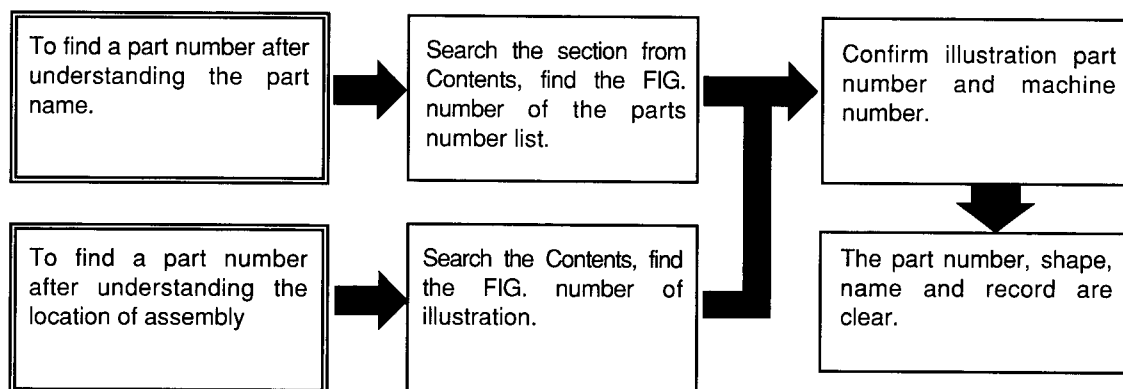 To find a part number after
understanding the part
name.
Search the section from
Contents, find the FIG.
number of the parts
number list.
Confirm illustration part
number and machine
number.
To find a part number
after understanding the
location of assembly
Search the Contents, find
the FIG. number of
illustration.
The part number, shape,
name and record are
clear.